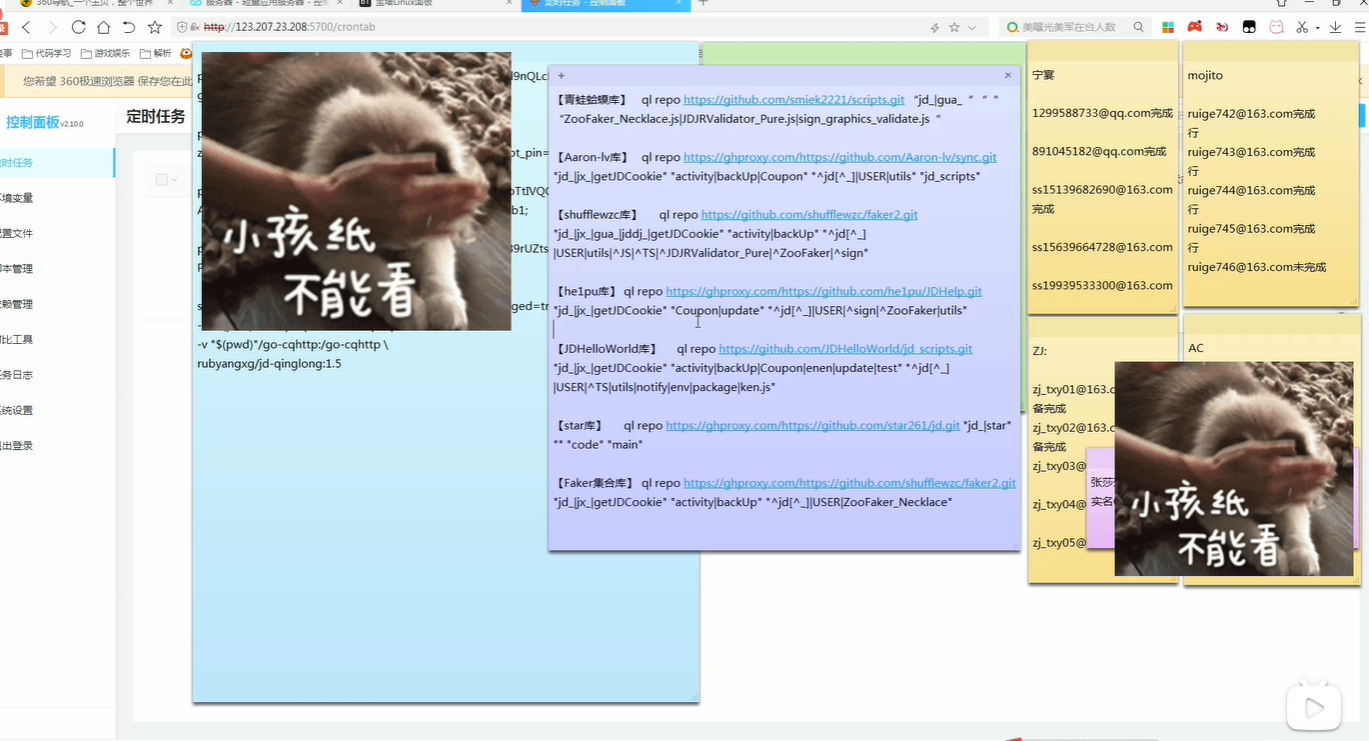 360导航_一个主页，整个世界
服务器 - 轻量应用服务器 - 控制
宝塔Linux面板
定时任务 - 控制面板
http://123.207.23.208:5700/crontab
美曝光美军在台人数
代码学习
游戏娱乐
解析
您希望 360极速浏览器 保存您在此
控制面板 v2.10.0
定时任务
时任务
环境变量
配置文件
脚本管理
依赖管理
对比工具
任务日志
系统设置
退出登录
小孩纸
不能看
-v "$(pwd)"/go-cqhttp:/go-cqhttp \
rubyangxg/jd-qinglong:1.5
【青蛙蛤蟆库】 ql repo https://github.com/smiek2221/scripts.git “jd_|gua_“ “ “
“ZooFaker_Necklace.js|JDJRValidator_Pure.js|sign_graphics_validate.js “
【Aaron-lv库】 ql repo https://ghproxy.com/https://github.com/Aaron-lv/sync.git
"jd_|jx_|getJDCookie" "activity|backUp|Coupon" "^jd[^_]|USER|utils" "jd_scripts"
【shufflewzc库】 ql repo https://github.com/shufflewzc/faker2.git
"jd_|jx_|gua_|jddj_|getJDCookie" "activity|backUp" "^jd[^_]
|USER|utils|^JS|^TS|^JDJRValidator_Pure|^ZooFaker|^sign"
【he1pu库】 ql repo https://ghproxy.com/https://github.com/he1pu/JDHelp.git
"jd_|jx_|getJDCookie" "Coupon|update" "^jd[^_]|USER|^sign|^ZooFaker|utils"
【JDHelloWorld库】 ql repo https://github.com/JDHelloWorld/jd_scripts.git
"jd_|jx_|getJDCookie" "activity|backUp|Coupon|enen|update|test" "^jd[^_]
|USER|^TS|utils|notify|env|package|ken.js"
【star库】 ql repo https://ghproxy.com/https://github.com/star261/jd.git "jd_|star"
"" "code" "main"
【Faker集合库】 ql repo https://ghproxy.com/https://github.com/shufflewzc/faker2.git
"jd_|jx_|getJDCookie" "activity|backUp" "^jd[^_]|USER|ZooFaker_Necklace"
宁宴
1299588733@qq.com完成
891045182@qq.com完成
ss15139682690@163.com
完成
ss15639664728@163.com
ss19939533300@163.com
mojito
ruige742@163.com完成
行
ruige743@163.com完成
行
ruige744@163.com完成
行
ruige745@163.com完成
行
ruige746@163.com未完成
ZJ:
zj_txy01@163.c
备完成
zj_txy02@163.c
备完成
zj_txy03@
zj_txy04@
zj_txy05@
AC
张莎
实名
小孩纸
不能看